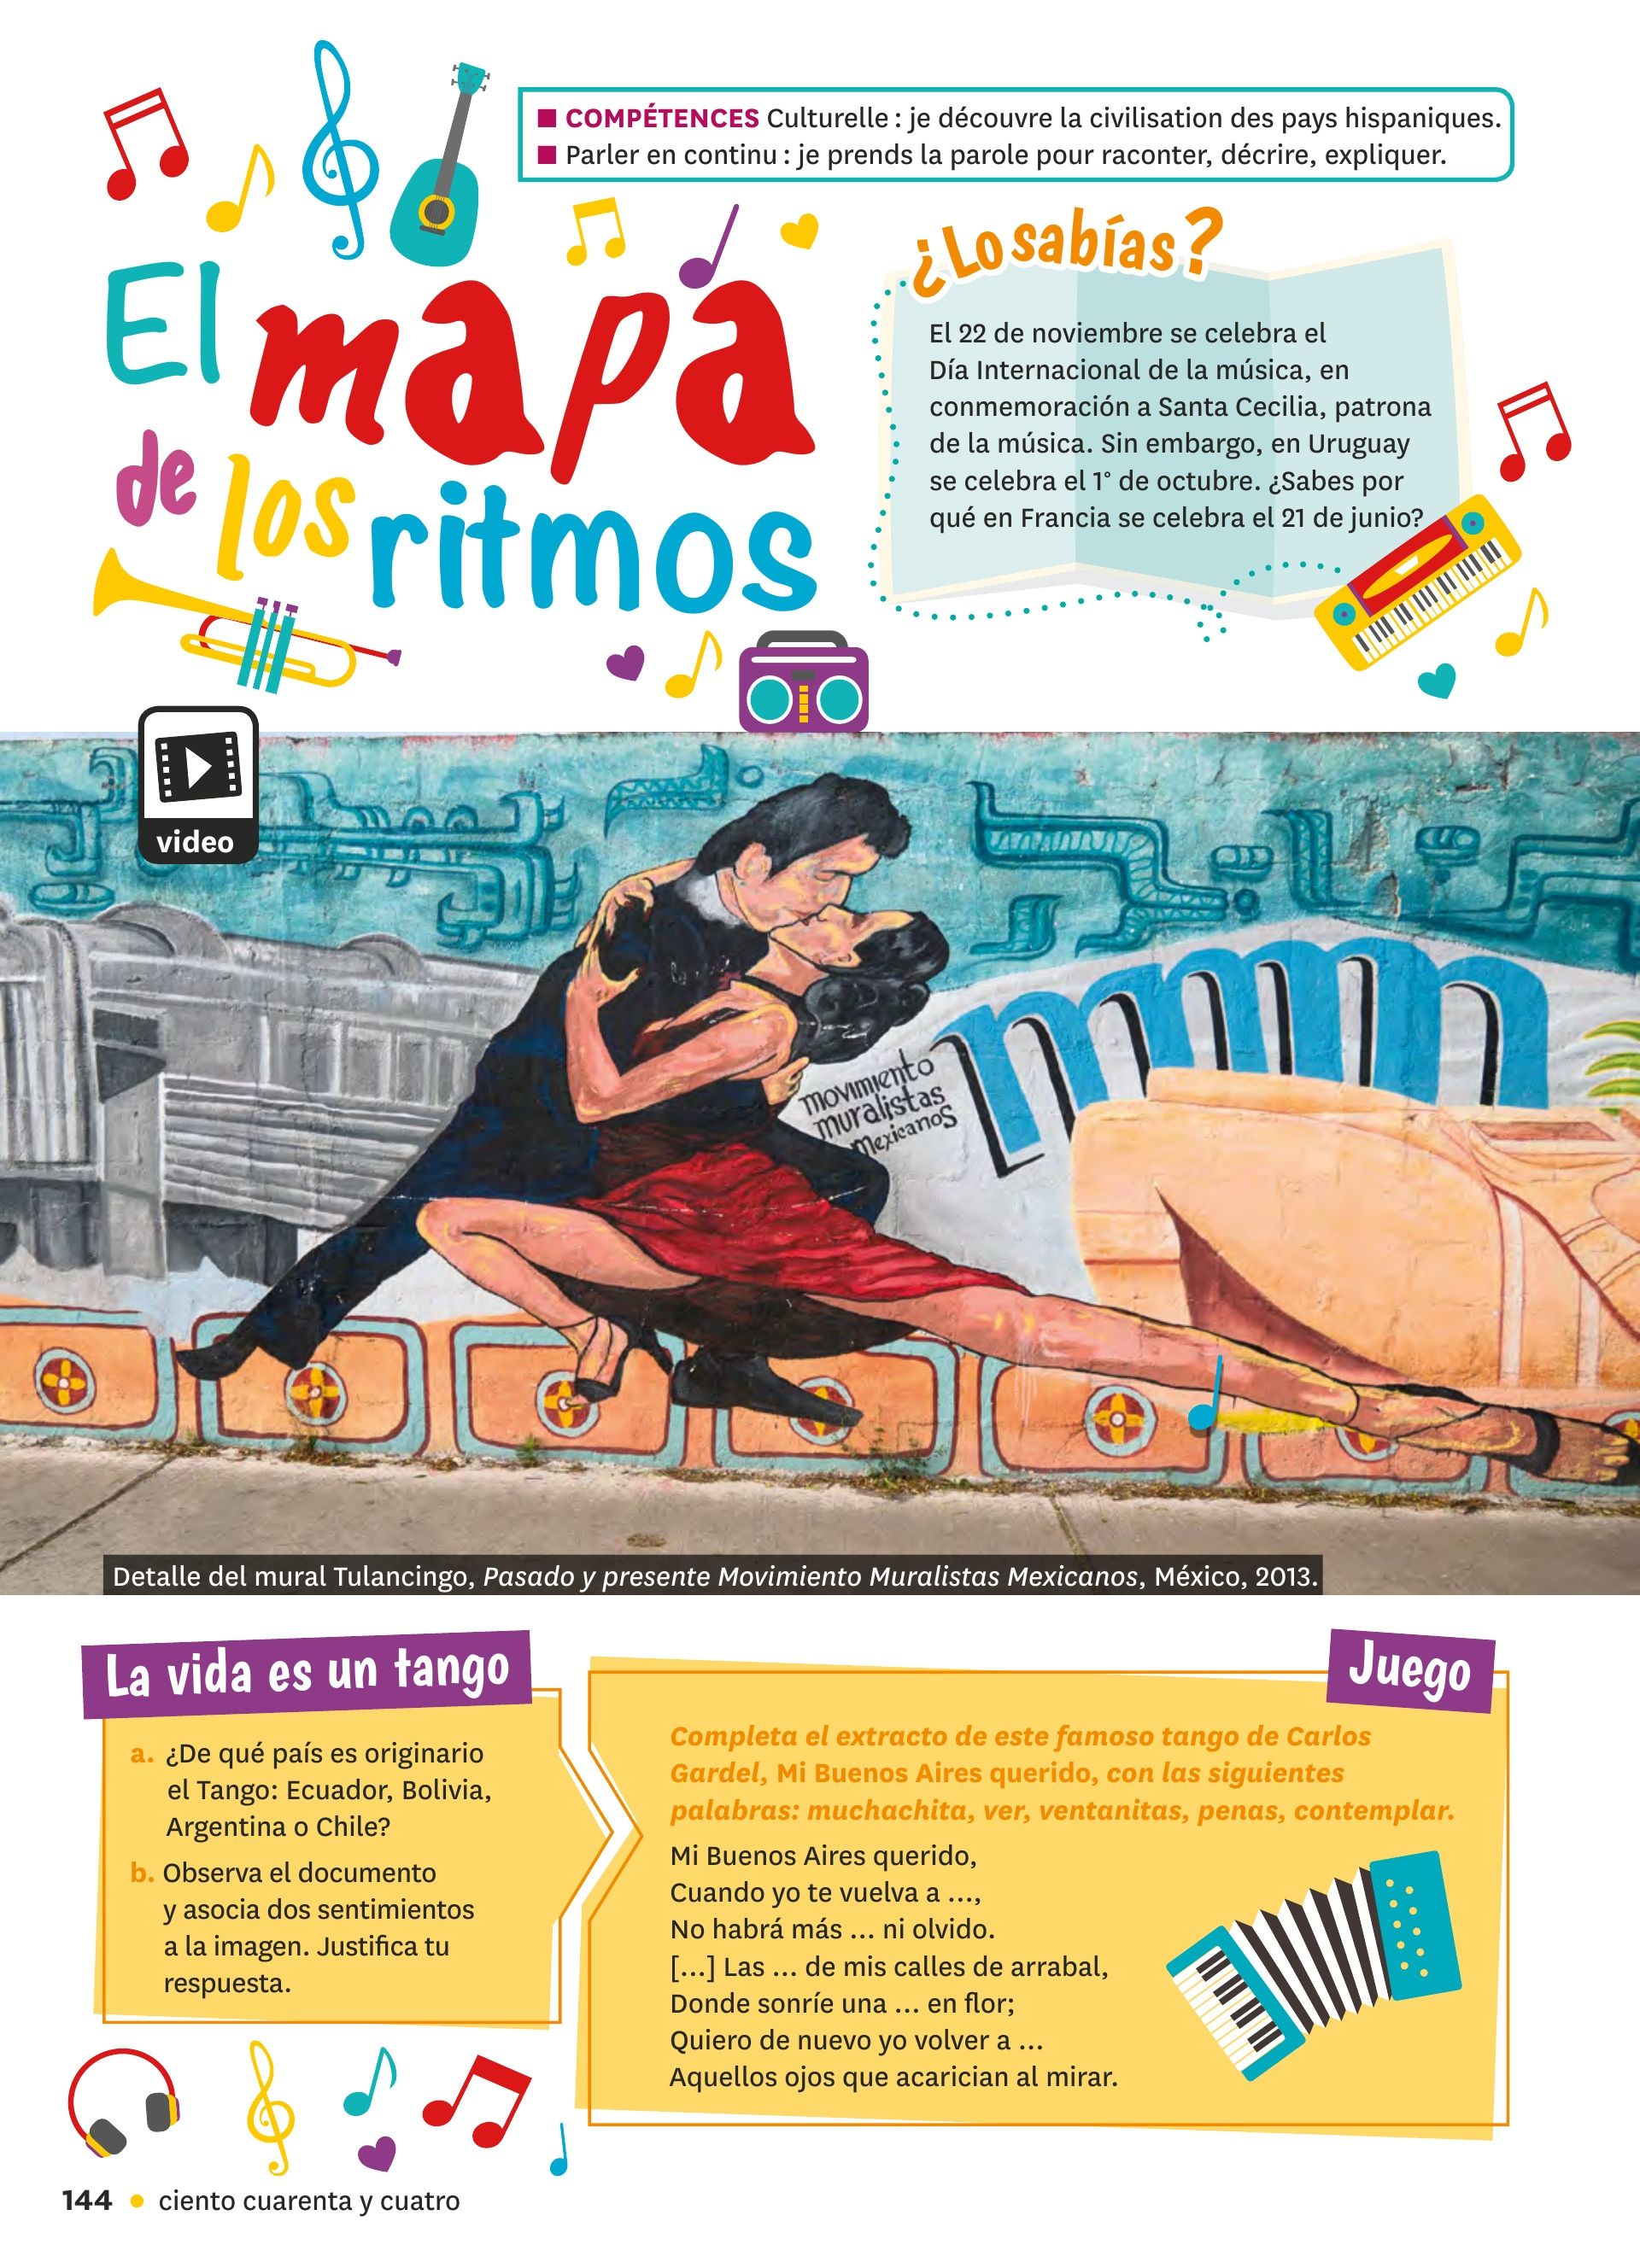 ■ COMPÉTENCES Culturelle : je découvre la civilisation des pays hispaniques.
■ Parler en continu : je prends la parole pour raconter, décrire, expliquer.
El mapa
de los ritmos
¿Lo sabías?
El 22 de noviembre se celebra el
Día Internacional de la música, en
conmemoración a Santa Cecilia, patrona
de la música. Sin embargo, en Uruguay
se celebra el 1° de octubre. ¿Sabes por
qué en Francia se celebra el 21 de junio?
video
movimiento
muralistas
mexicanos
mmm
Detalle del mural Tulancingo, Pasado y presente Movimiento Muralistas Mexicanos, México, 2013.
La vida es un tango
a. ¿De qué país es originario
el Tango: Ecuador, Bolivia,
Argentina o Chile?
b. Observa el documento
y asocia dos sentimientos
a la imagen. Justifica tu
respuesta.
Juego
Completa el extracto de este famoso tango de Carlos
Gardel, Mi Buenos Aires querido, con las siguientes
palabras: muchachita, ver, ventanitas, penas, contemplar.
Mi Buenos Aires querido,
Cuando yo te vuelva a ...,
No habrá más ... ni olvido.
[...] Las ... de mis calles de arrabal,
Donde sonríe una ... en flor;
Quiero de nuevo yo volver a ...
Aquellos ojos que acarician al mirar.
144 • ciento cuarenta y cuatro